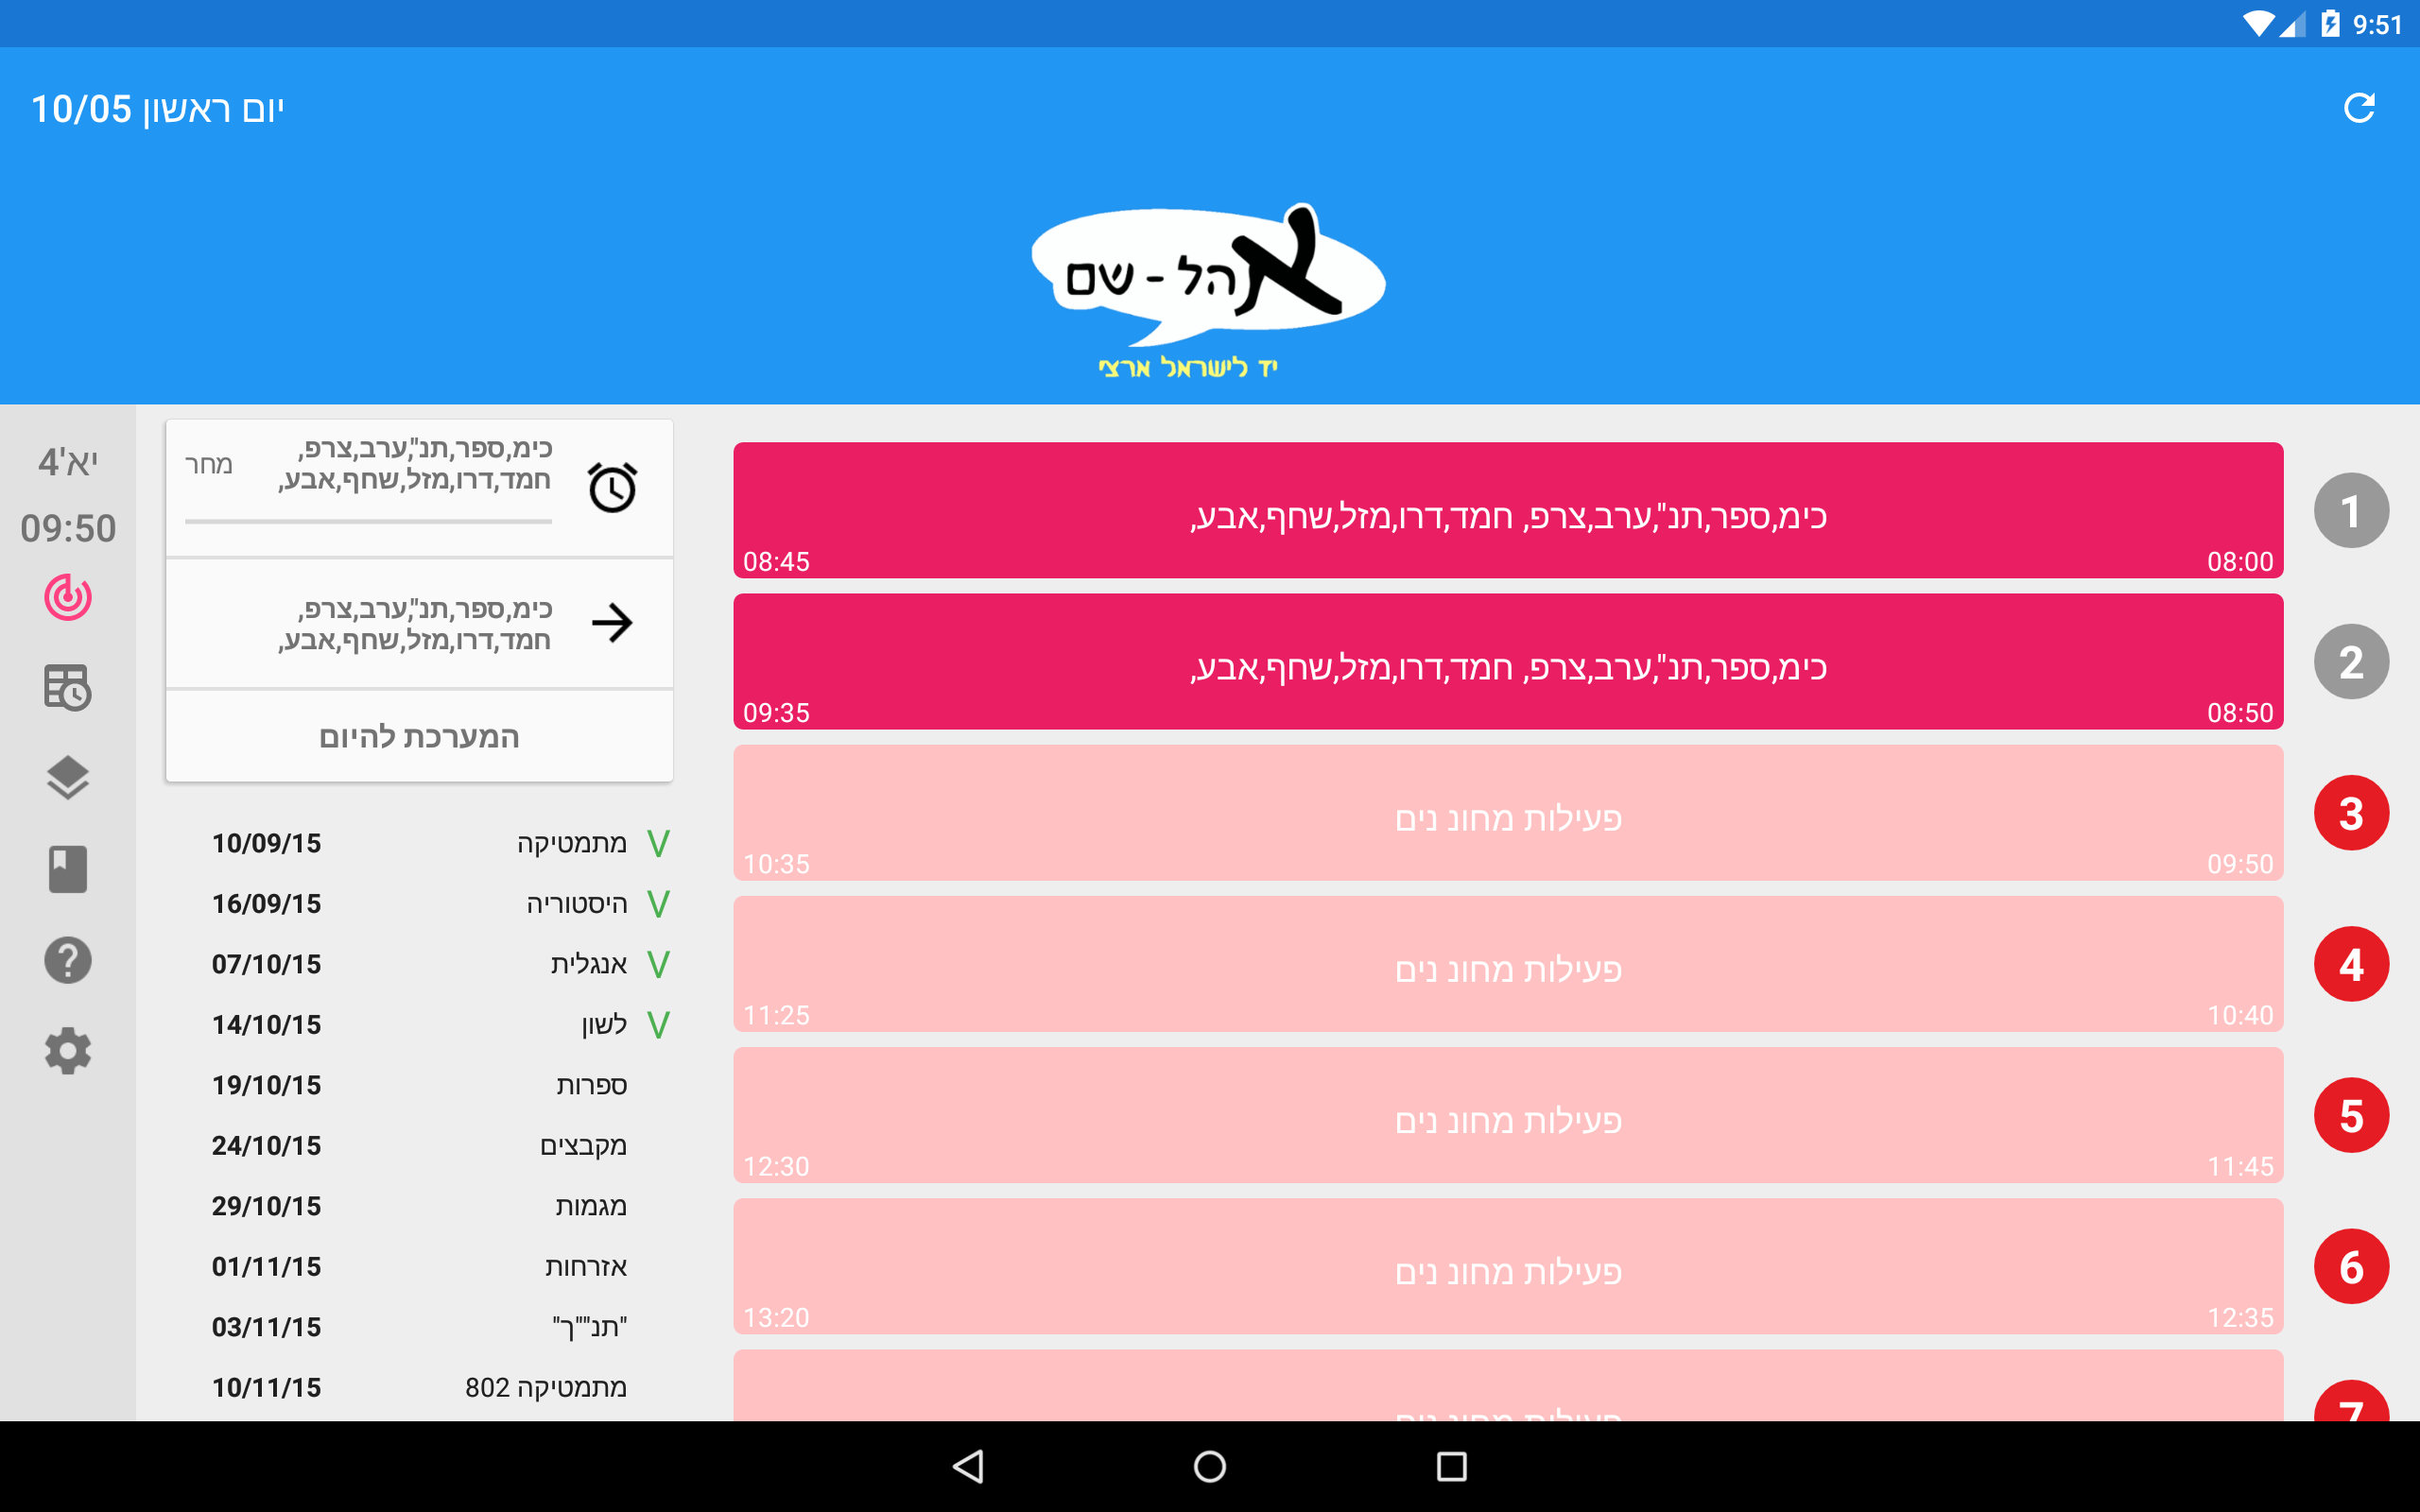 9:51
יום ראשון 10/05
אהל - שם
יד לישראל ארצי
יא'4
09:50
כימ,ספר,תנ",ערב,צרפ,
חמד,דרו,מזל,שחף,אבע,
מחר
כימ,ספר,תנ",ערב,צרפ,
חמד,דרו,מזל,שחף,אבע,
המערכת להיום
V מתמטיקה 10/09/15
V היסטוריה 16/09/15
V אנגלית 07/10/15
V לשון 14/10/15
ספרות 19/10/15
מקבצים 24/10/15
מגמות 29/10/15
אזרחות 01/11/15
"תנ""ך" 03/11/15
מתמטיקה 802 10/11/15
1
כימ,ספר,תנ",ערב,צרפ, חמד,דרו,מזל,שחף,אבע,
08:00 08:45
2
כימ,ספר,תנ",ערב,צרפ, חמד,דרו,מזל,שחף,אבע,
08:50 09:35
3
פעילות מחונ נים
09:50 10:35
4
פעילות מחונ נים
10:40 11:25
5
פעילות מחונ נים
11:45 12:30
6
פעילות מחונ נים
12:35 13:20
7
פעילות מחונ נים